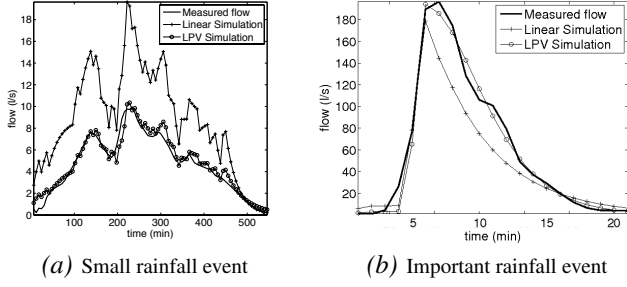 Measured flow
Linear Simulation
LPV Simulation
flow (l/s)
18
16
14
12
10
8
6
4
2
0
100 200 300 400 500
time (min)
(a) Small rainfall event
Measured flow
Linear Simulation
LPV Simulation
flow (l/s)
180
160
140
120
100
80
60
40
20
5 10 15 20
time (min)
(b) Important rainfall event